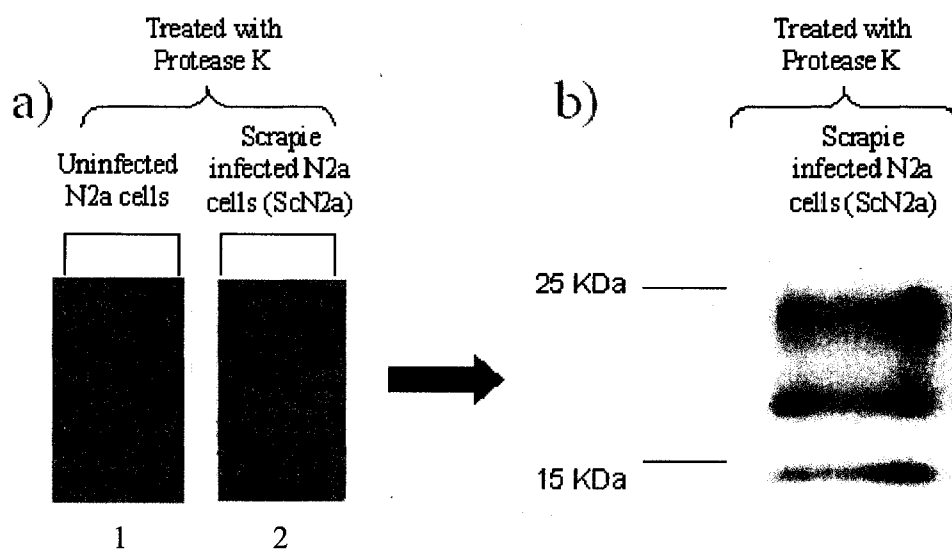 a)
Treated with
Protease K
Uninfected
N2a cells
Scrapie
infected N2a
cells (ScN2a)
1
2
b)
Treated with
Protease K
Scrapie
infected N2a
cells (ScN2a)
25 KDa
15 KDa